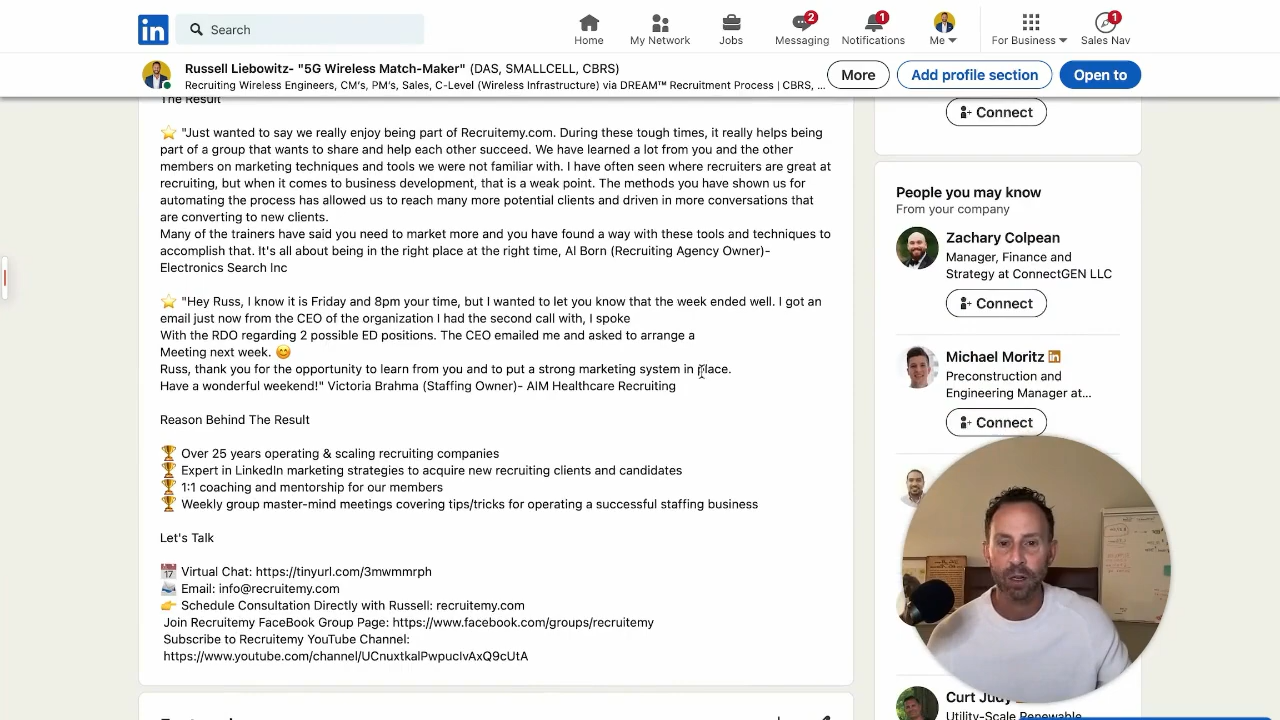 in
Search
Home
My Network
Jobs
2
Messaging
1
Notifications
Me
For Business
1
Sales Nav
Russell Liebowitz- "5G Wireless Match-Maker" (DAS, SMALLCELL, CBRS)
Recruiting Wireless Engineers, CM's, PM's, Sales, C-Level (Wireless Infrastructure) via DREAM™ Recruitment Process | CBRS, ...
More
Add profile section
Open to
The Result
⭐ "Just wanted to say we really enjoy being part of Recruitemy.com. During these tough times, it really helps being
part of a group that wants to share and help each other succeed. We have learned a lot from you and the other
members on marketing techniques and tools we were not familiar with. I have often seen where recruiters are great at
recruiting, but when it comes to business development, that is a weak point. The methods you have shown us for
automating the process has allowed us to reach many more potential clients and driven in more conversations that
are converting to new clients.
Many of the trainers have said you need to market more and you have found a way with these tools and techniques to
accomplish that. It's all about being in the right place at the right time, Al Born (Recruiting Agency Owner)-
Electronics Search Inc
⭐ "Hey Russ, I know it is Friday and 8pm your time, but I wanted to let you know that the week ended well. I got an
email just now from the CEO of the organization I had the second call with, I spoke
With the RDO regarding 2 possible ED positions. The CEO emailed me and asked to arrange a
Meeting next week. 😊
Russ, thank you for the opportunity to learn from you and to put a strong marketing system in place.
Have a wonderful weekend!" Victoria Brahma (Staffing Owner)- AIM Healthcare Recruiting
Reason Behind The Result
🏆 Over 25 years operating & scaling recruiting companies
🏆 Expert in LinkedIn marketing strategies to acquire new recruiting clients and candidates
🏆 1:1 coaching and mentorship for our members
🏆 Weekly group master-mind meetings covering tips/tricks for operating a successful staffing business
Let's Talk
📅 Virtual Chat: https://tinyurl.com/3mwmmrph
Email: info@recruitemy.com
👉 Schedule Consultation Directly with Russell: recruitemy.com
Join Recruitemy FaceBook Group Page: https://www.facebook.com/groups/recruitemy
Subscribe to Recruitemy YouTube Channel:
https://www.youtube.com/channel/UCnuxtkalPwpucIvAxQ9cUtA
Connect
People you may know
From your company
Zachary Colpean
Manager, Finance and
Strategy at ConnectGEN LLC
Connect
Michael Moritz in
Preconstruction and
Engineering Manager at...
Connect
Curt Judy
Utility-Scale Renewable